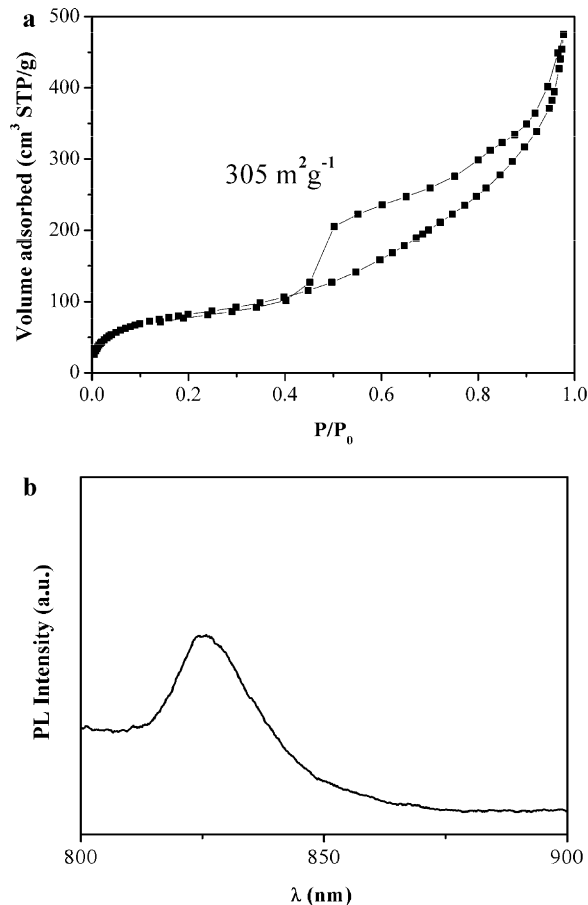 a
500
400
300
200
100
0
Volume adsorbed (cm³ STP/g)
305 m²g⁻¹
0.0 0.2 0.4 0.6 0.8 1.0
P/P₀
b
PL Intensity (a.u.)
800 850 900
λ (nm)